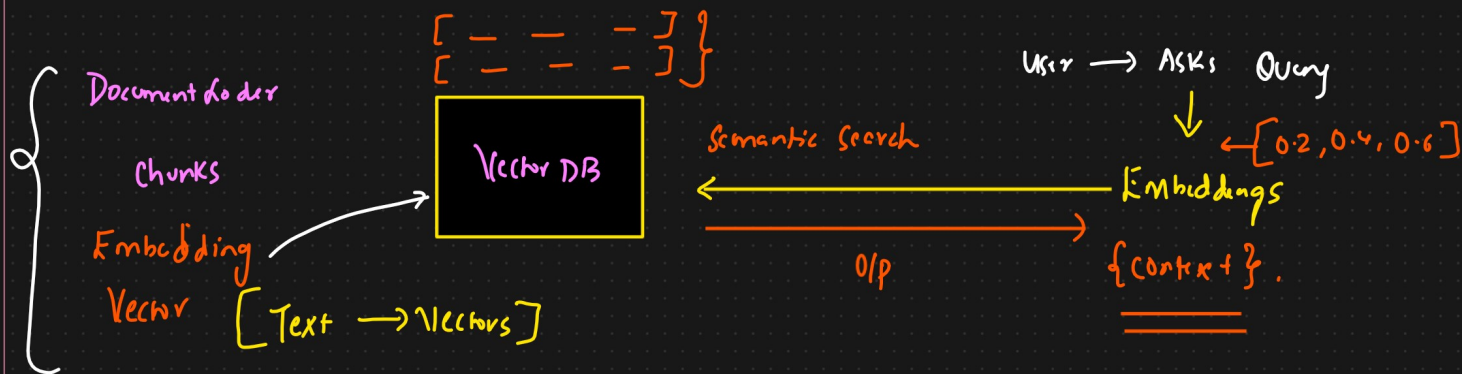 [ — — — ] }
[ — — — ]
Document Loder
Chunks
Embedding
Vector
[Text → Vectors]
Vector DB
Semantic Search
O/p
User → Asks Query
[0.2, 0.4, 0.6]
Embeddings
{context}.